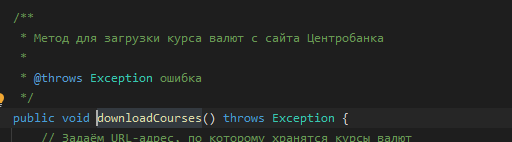 /**
* Метод для загрузки курса валют с сайта Центробанка
*
* @throws Exception ошибка
*/
public void downloadCourses() throws Exception {
// Задаём URL-адрес, по которому хранятся курсы валют